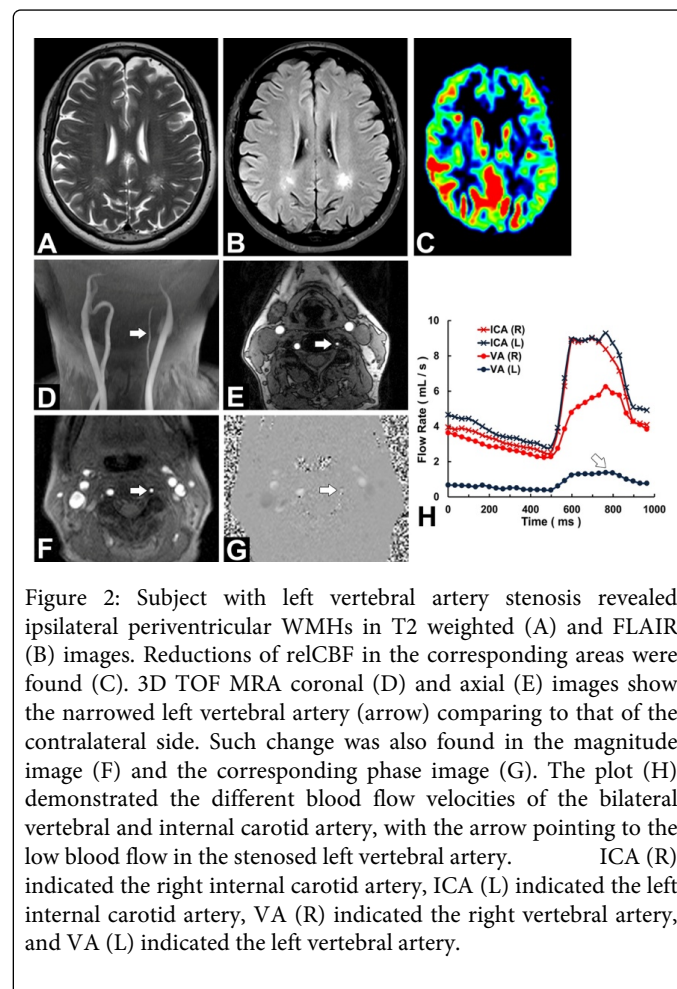 A
B
C
D
E
F
G
H
ICA (R)
ICA (L)
VA (R)
VA (L)
Flow Rate ( mL / s )
10
8
6
4
2
0
0
200
400
600
800
1000
Time ( ms )
Figure 2: Subject with left vertebral artery stenosis revealed
ipsilateral periventricular WMHs in T2 weighted (A) and FLAIR
(B) images. Reductions of relCBF in the corresponding areas were
found (C). 3D TOF MRA coronal (D) and axial (E) images show
the narrowed left vertebral artery (arrow) comparing to that of the
contralateral side. Such change was also found in the magnitude
image (F) and the corresponding phase image (G). The plot (H)
demonstrated the different blood flow velocities of the bilateral
vertebral and internal carotid artery, with the arrow pointing to the
low blood flow in the stenosed left vertebral artery. ICA (R)
indicated the right internal carotid artery, ICA (L) indicated the left
internal carotid artery, VA (R) indicated the right vertebral artery,
and VA (L) indicated the left vertebral artery.